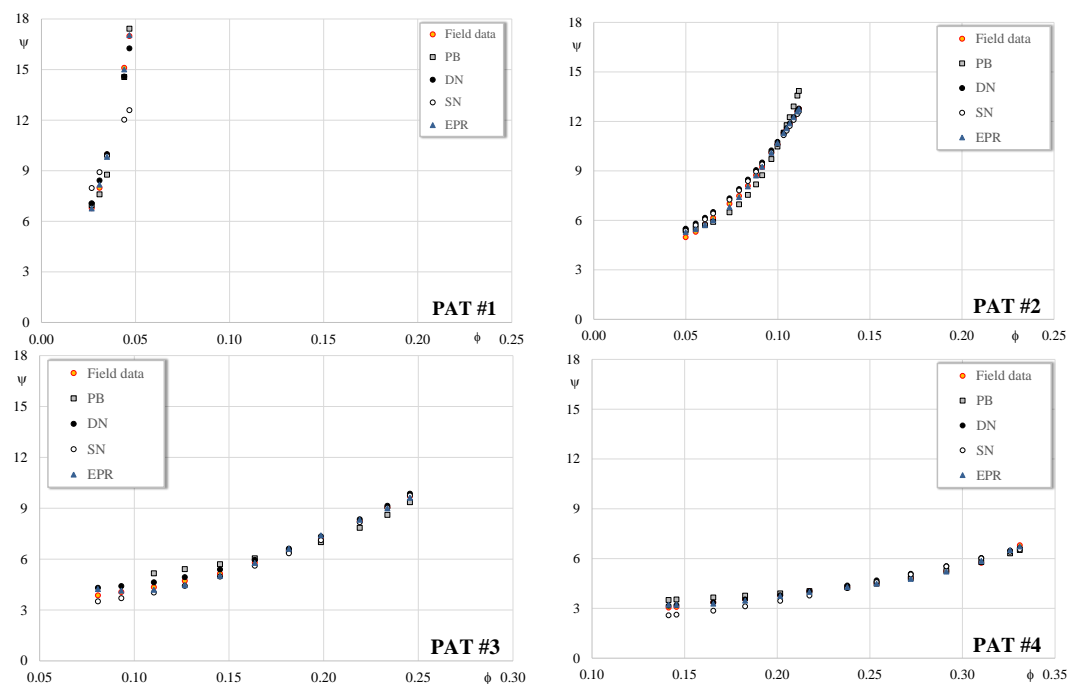 18
ψ
15
12
9
6
3
0
Field data
PB
DN
SN
EPR
PAT #1
0.00 0.05 0.10 0.15 0.20 ϕ 0.25
18
ψ
15
12
9
6
3
0
Field data
PB
DN
SN
EPR
PAT #2
0.00 0.05 0.10 0.15 0.20 ϕ 0.25
18
ψ
15
12
9
6
3
0
Field data
PB
DN
SN
EPR
PAT #3
0.05 0.10 0.15 0.20 0.25 ϕ 0.30
18
ψ
15
12
9
6
3
0
Field data
PB
DN
SN
EPR
PAT #4
0.10 0.15 0.20 0.25 0.30 ϕ 0.35